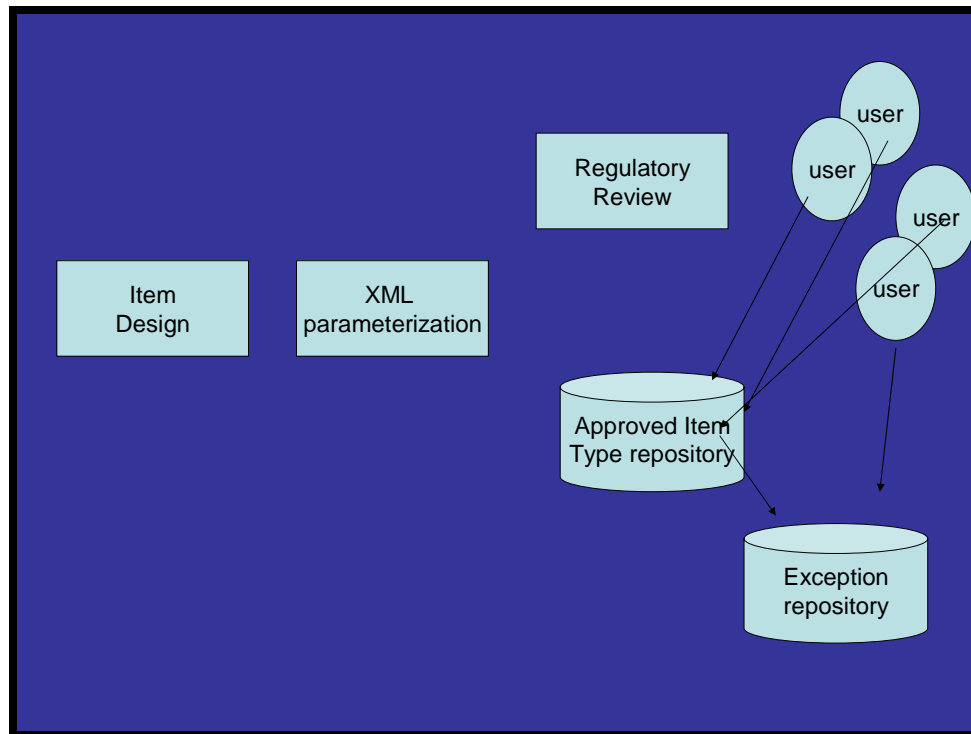 user
user
Regulatory
Review
user
user
Item
Design
XML
parameterization
Approved Item
Type repository
Exception
repository